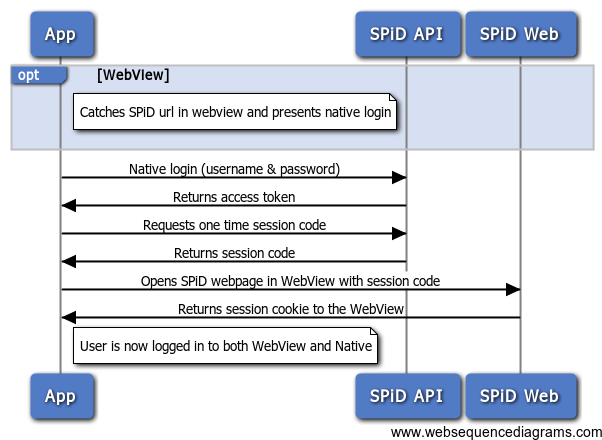 App
SPiD API
SPiD Web
opt
[WebView]
Catches SPiD url in webview and presents native login
Native login (username & password)
Returns access token
Requests one time session code
Returns session code
Opens SPiD webpage in WebView with session code
Returns session cookie to the WebView
User is now logged in to both WebView and Native
App
SPiD API
SPiD Web
www.websequencediagrams.com